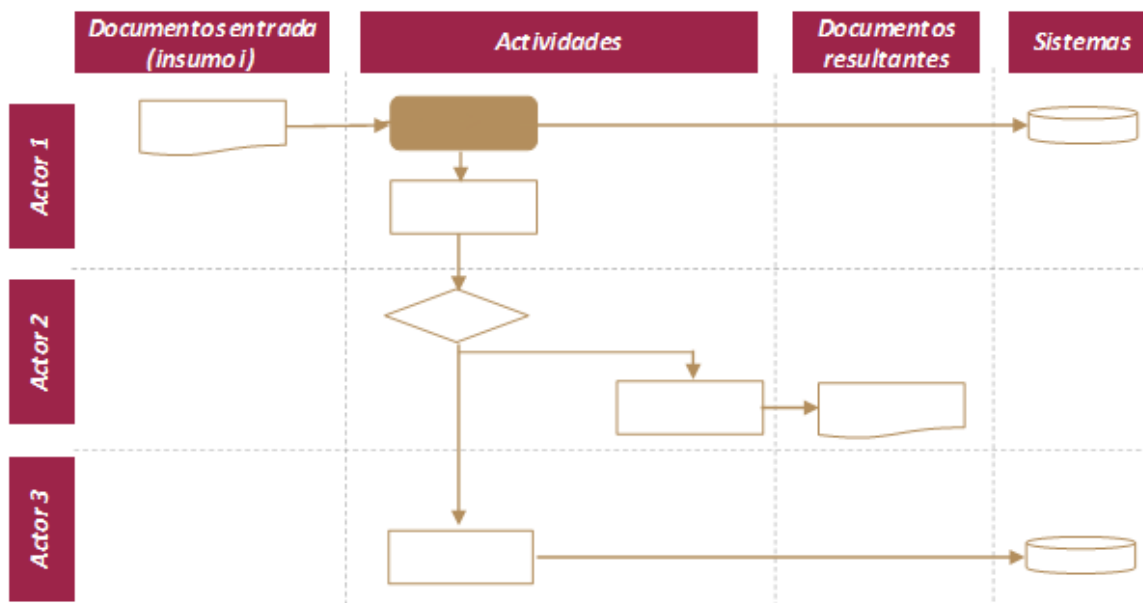 Documentos entrada
(insumo i)
Actividades
Documentos
resultantes
Sistemas
Actor 1
Actor 2
Actor 3